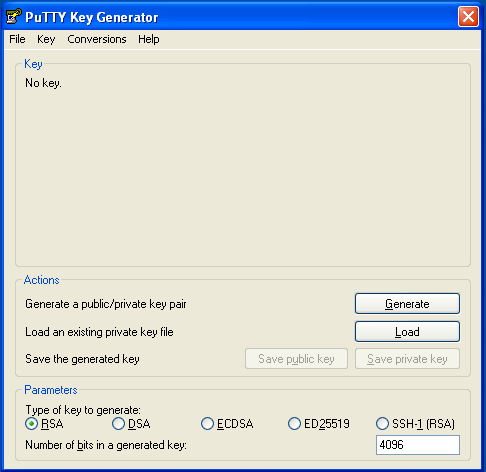 PuTTY Key Generator
File Key Conversions Help
Key
No key.
Actions
Generate a public/private key pair
Generate
Load an existing private key file
Load
Save the generated key
Save public key
Save private key
Parameters
Type of key to generate:
RSA DSA ECDSA ED25519 SSH-1 (RSA)
Number of bits in a generated key:
4096